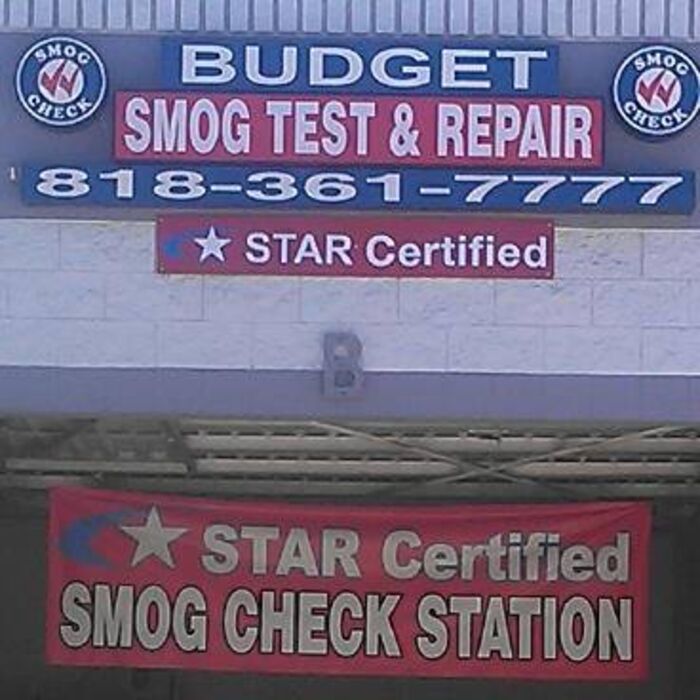 SMOG CHECK
BUDGET
SMOG CHECK
SMOG TEST & REPAIR
818-361-7777
STAR Certified
B
STAR Certified
SMOG CHECK STATION